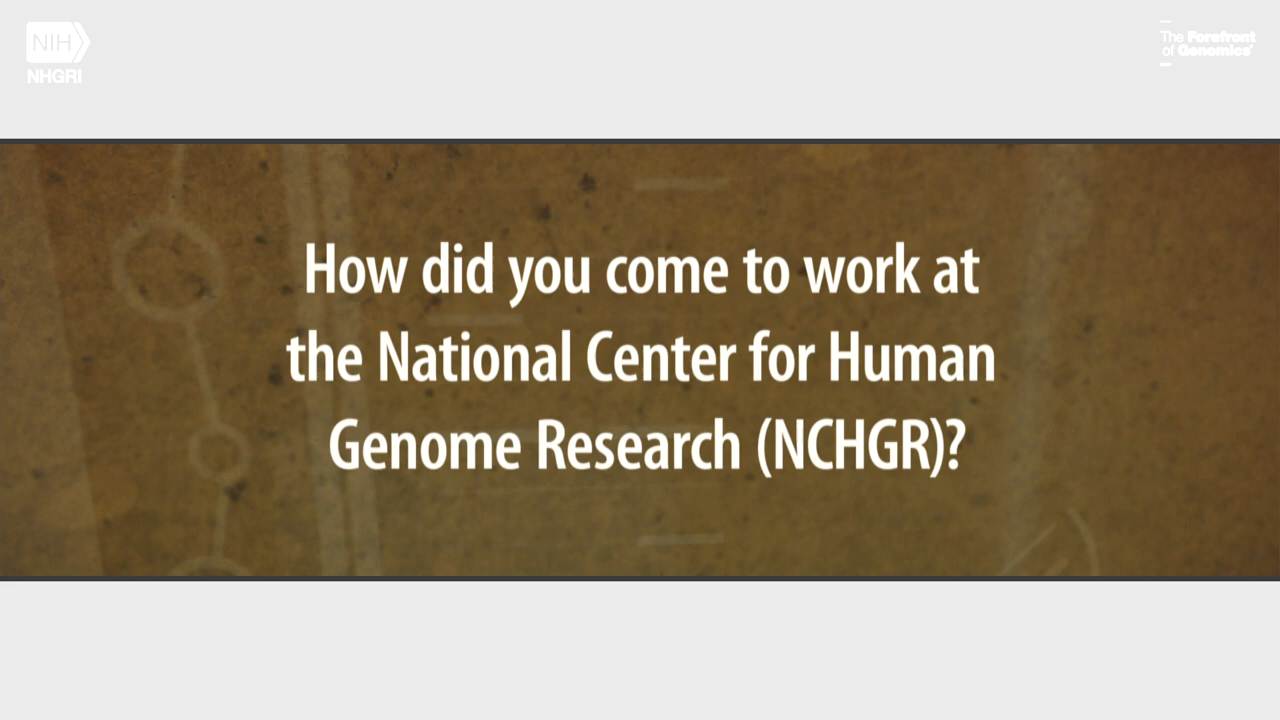 NIH
NHGRI
The Forefront
of Genomics®
How did you come to work at
the National Center for Human
Genome Research (NCHGR)?